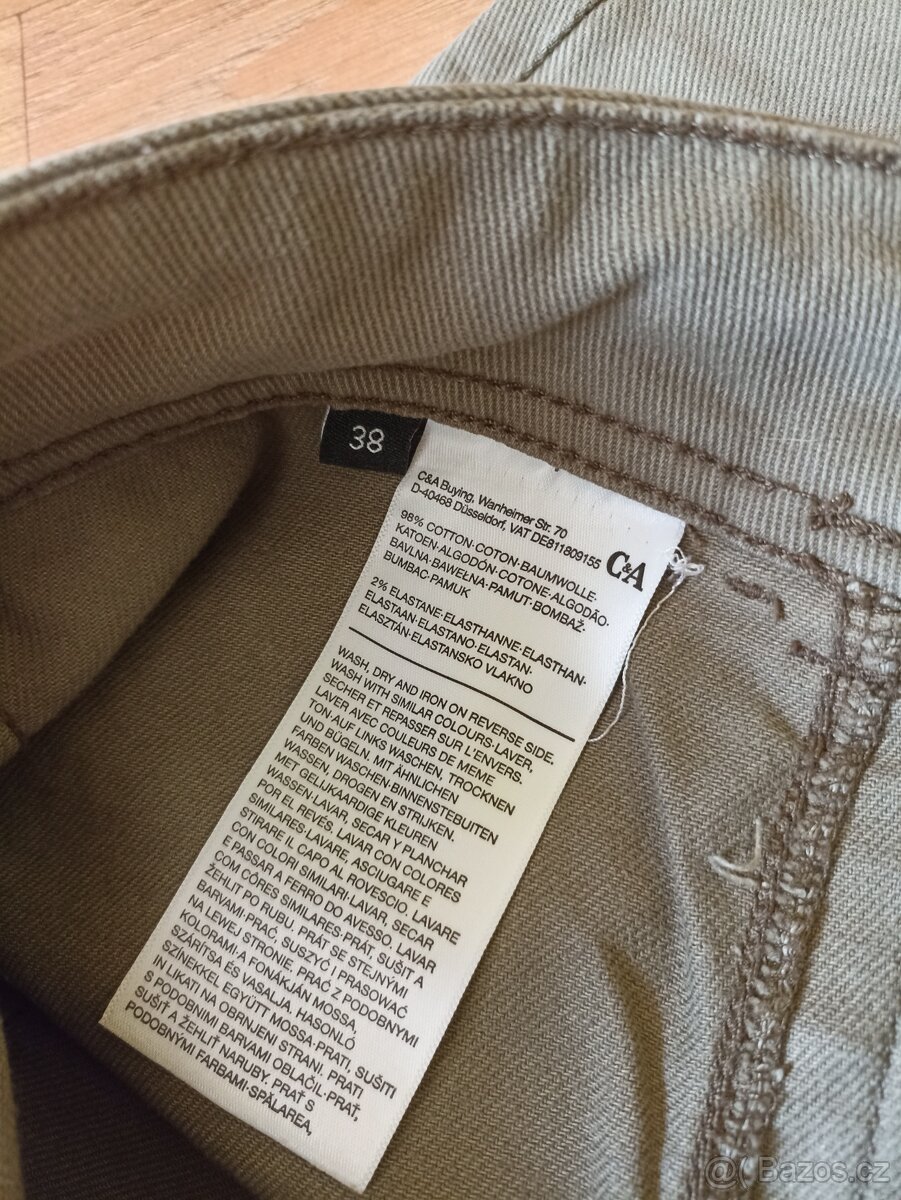 38
C&A Buying, Wanheimer Str. 70
D-40468 Düsseldorf, VAT DE811809155
C&A
98% COTTON·COTON·BAUMWOLLE·
KATOEN·ALGODÓN·COTONE·ALGODÃO·
BAVLNA·BAWEŁNA·PAMUT·BOMBAŽ·
BUMBAC·PAMUK
2% ELASTANE·ELASTHANNE·ELASTHAN·
ELASTAAN·ELASTANO·ELASTAN·
ELASZTÁN·ELASTANSKO VLAKNO
WASH, DRY AND IRON ON REVERSE SIDE.
WASH WITH SIMILAR COLOURS·LAVER,
SECHER ET REPASSER SUR L'ENVERS.
LAVER AVEC COULEURS DE MEME
TON·AUF LINKS WASCHEN, TROCKNEN
UND BÜGELN. MIT ÄHNLICHEN
FARBEN WASCHEN·BINNENSTEBUITEN
WASSEN, DROGEN EN STRIJKEN.
MET GELIJKAARDIGE KLEUREN
WASSEN·LAVAR, SECAR Y PLANCHAR
POR EL REVÉS. LAVAR CON COLORES
SIMILARES·LAVARE, ASCIUGARE E
STIRARE IL CAPO AL ROVESCIO. LAVARE
CON COLORI SIMILARI·LAVAR, SECAR
E PASSAR A FERRO DO AVESSO. LAVAR
COM CÔRES SIMILARES·PRÁT, SUŠIT A
ŽEHLIT PO RUBU. PRÁT SE STEJNÝMI
BARVAMI·PRAĆ, SUSZYĆ I PRASOWAĆ
NA LEWEJ STRONIE. PRAĆ Z PODOBNYMI
KOLORAMI·A FONÁKJÁN MOSSA,
SZÁRÍTSA ÉS VASALJA. HASONLÓ
SZÍNEKKEL EGYÜTT MOSSA·PRATI, SUŠITI
IN LIKATI NA OBRNJENI STRANI. PRATI
S PODOBNIMI BARVAMI OBLAČIL·PRAŤ,
SUŠIŤ A ŽEHLIŤ NARUBY. PRAŤ S
PODOBNÝMI FARBAMI·SPĂLAREA,
@( Bazos.cz